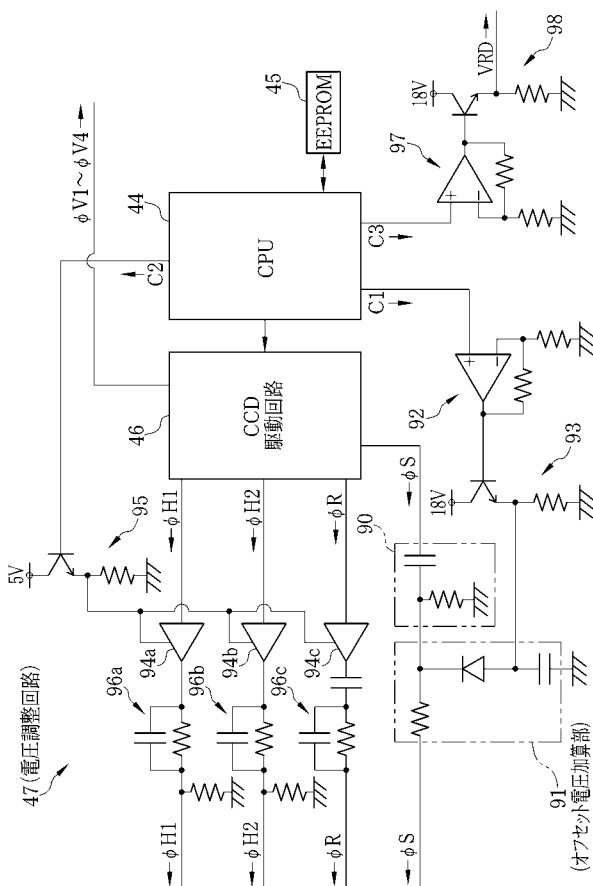 47(電圧調整回路)
5V
95
φV1～φV4
C2
44
CPU
45
EEPROM
46
CCD
駆動回路
C1
C3
97
18V
VRD
98
φH1
φH2
φR
φS
94a
94b
94c
96a
96b
96c
φH1
φH2
φR
φS
90
91
(オフセット電圧加算部)
18V
93
92
+
−
+
−